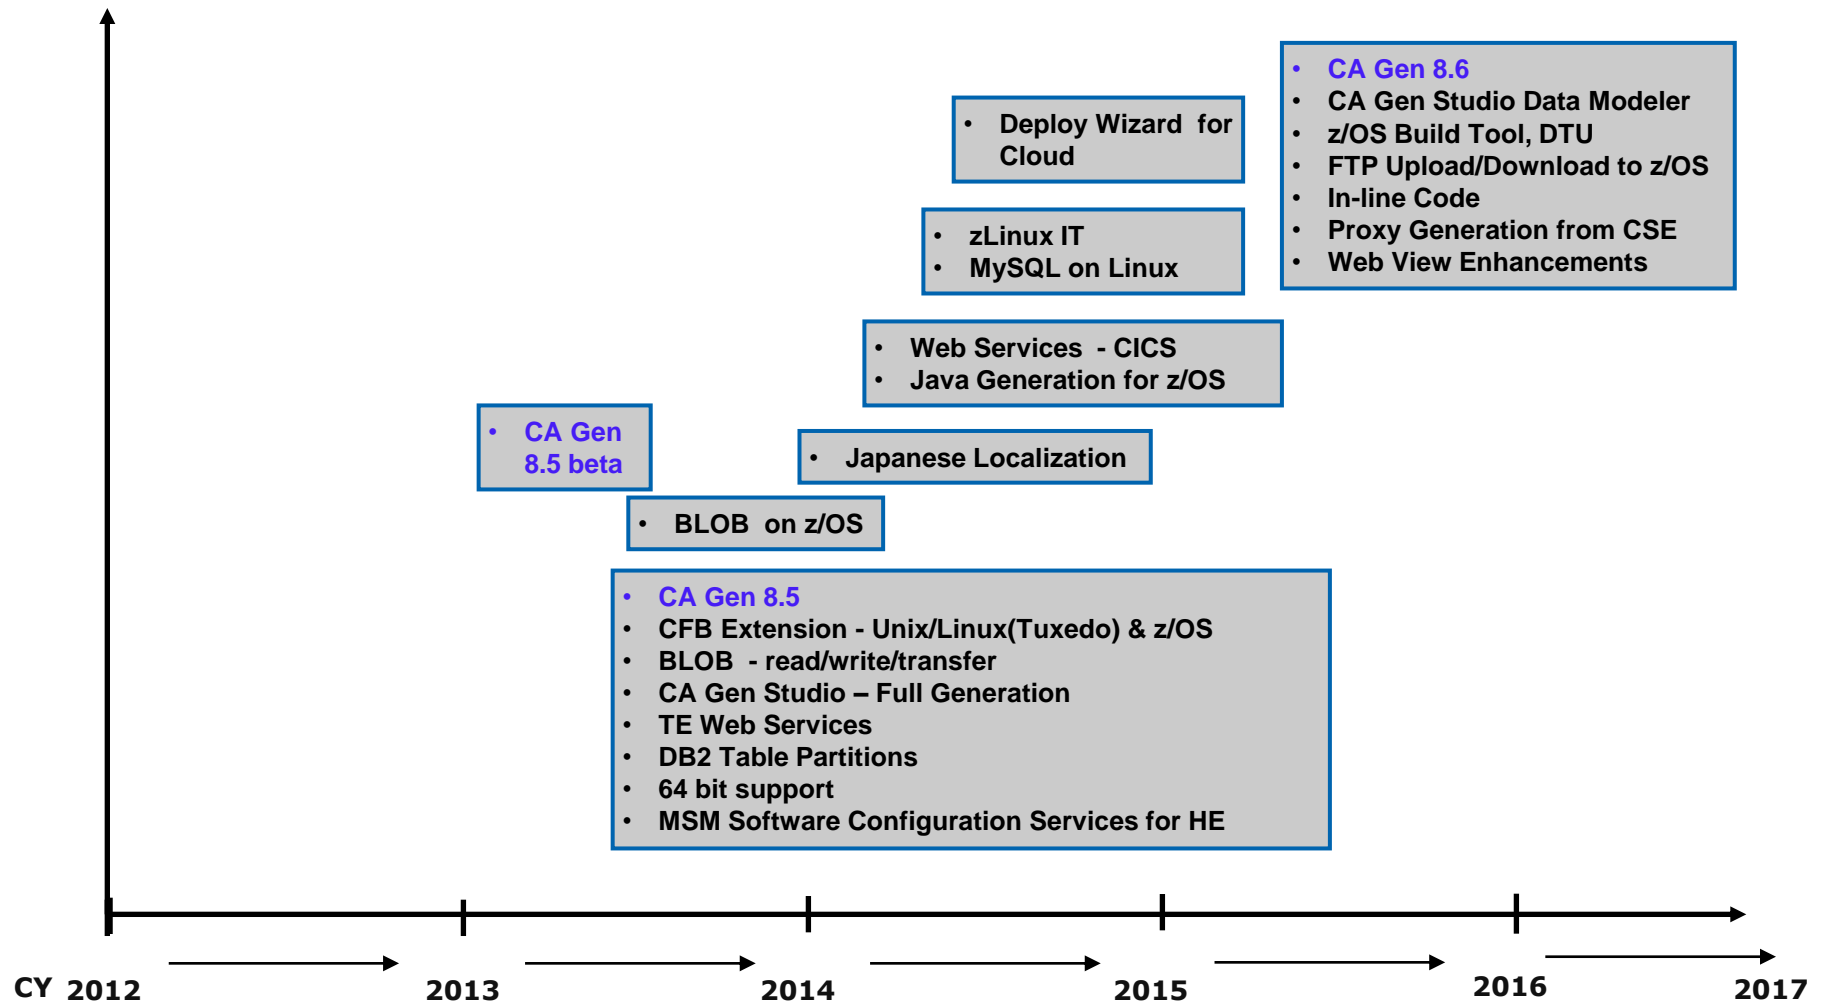 • CA Gen 8.6
• CA Gen Studio Data Modeler
• z/OS Build Tool, DTU
• FTP Upload/Download to z/OS
• In-line Code
• Proxy Generation from CSE
• Web View Enhancements
• Deploy Wizard for
Cloud
• zLinux IT
• MySQL on Linux
• Web Services - CICS
• Java Generation for z/OS
• CA Gen
8.5 beta
• Japanese Localization
• BLOB on z/OS
• CA Gen 8.5
• CFB Extension - Unix/Linux(Tuxedo) & z/OS
• BLOB - read/write/transfer
• CA Gen Studio – Full Generation
• TE Web Services
• DB2 Table Partitions
• 64 bit support
• MSM Software Configuration Services for HE
CY 2012 2013 2014 2015 2016 2017